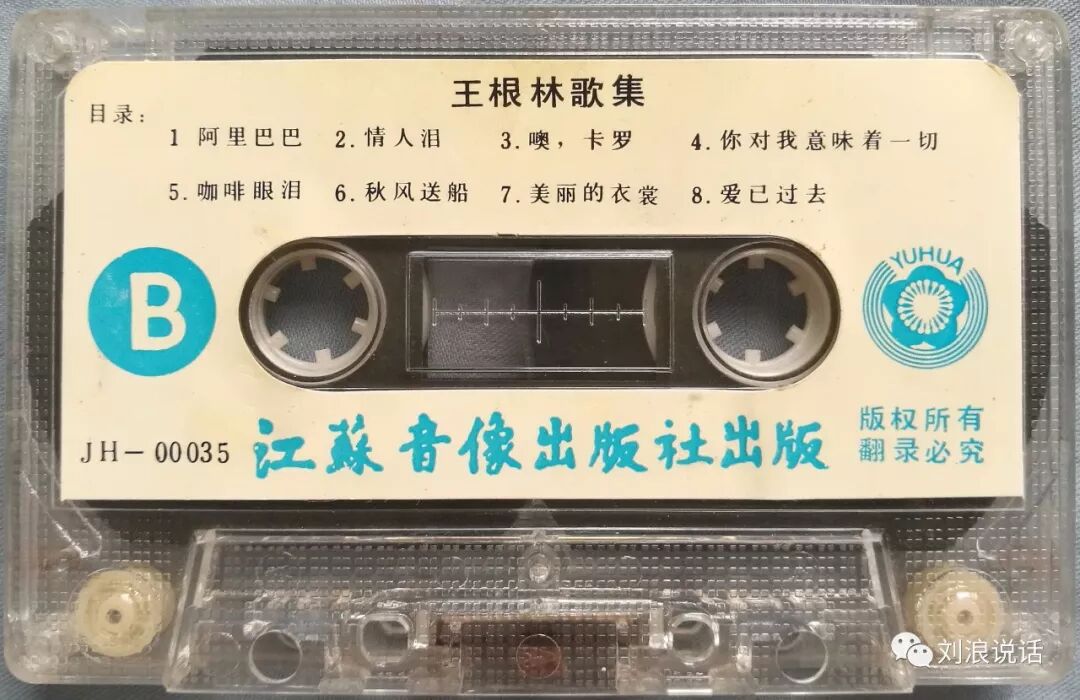 王根林歌集
目录：
1 阿里巴巴 2.情人泪 3.噢，卡罗 4.你对我意味着一切
5.咖啡眼泪 6.秋风送船 7.美丽的衣裳 8.爱已过去
B
YUHUA
JH－00035
江蘇音像出版社出版
版权所有
翻录必究
刘浪说话